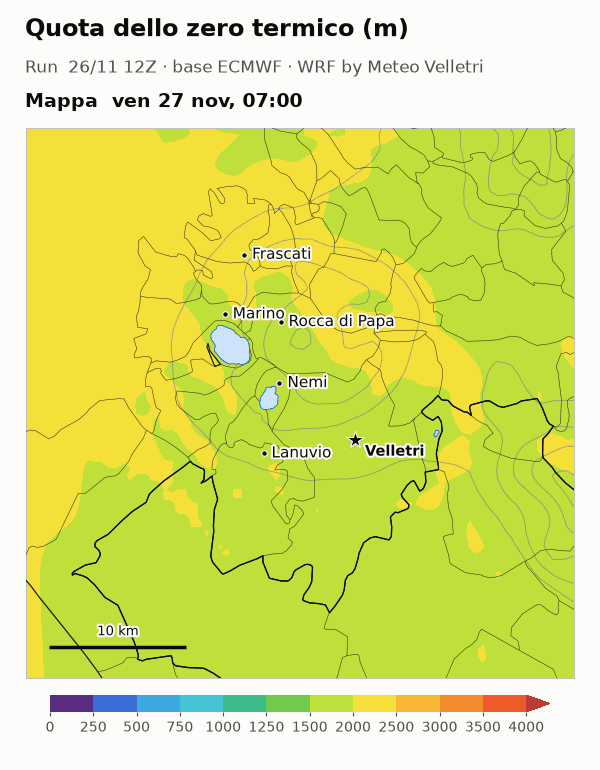 Quota dello zero termico (m)
Run  26/11 12Z · base ECMWF · WRF by Meteo Velletri
Mappa  ven 27 nov, 07:00
Frascati
Marino
Rocca di Papa
Nemi
Velletri
Lanuvio
10 km
0 250 500 750 1000 1250 1500 2000 2500 3000 3500 4000